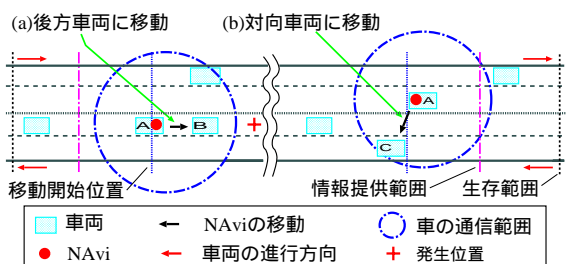 (a)後方車両に移動
(b)対向車両に移動
A
B
A
C
移動開始位置
情報提供範囲
生存範囲
車両
NAviの移動
車の通信範囲
NAvi
車両の進行方向
発生位置